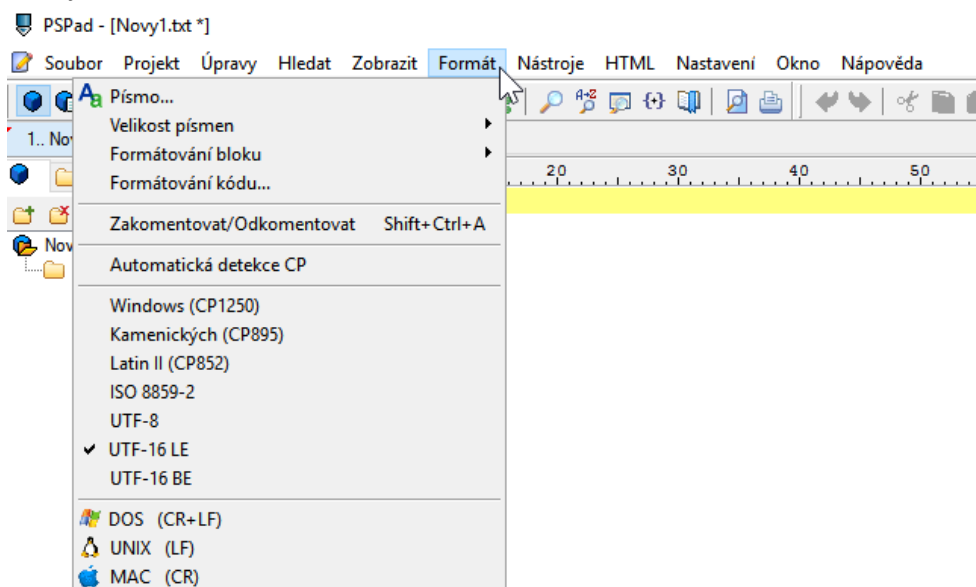 PSPad - [Novy1.txt *]
Soubor Projekt Úpravy Hledat Zobrazit Formát Nástroje HTML Nastavení Okno Nápověda
Písmo...
Velikost písmen
1.. Nov
Formátování bloku
20 30 40 50
Formátování kódu...
Zakomentovat/Odkomentovat Shift+Ctrl+A
Nov
Automatická detekce CP
Windows (CP1250)
Kamenických (CP895)
Latin II (CP852)
ISO 8859-2
UTF-8
UTF-16 LE
UTF-16 BE
DOS (CR+LF)
UNIX (LF)
MAC (CR)